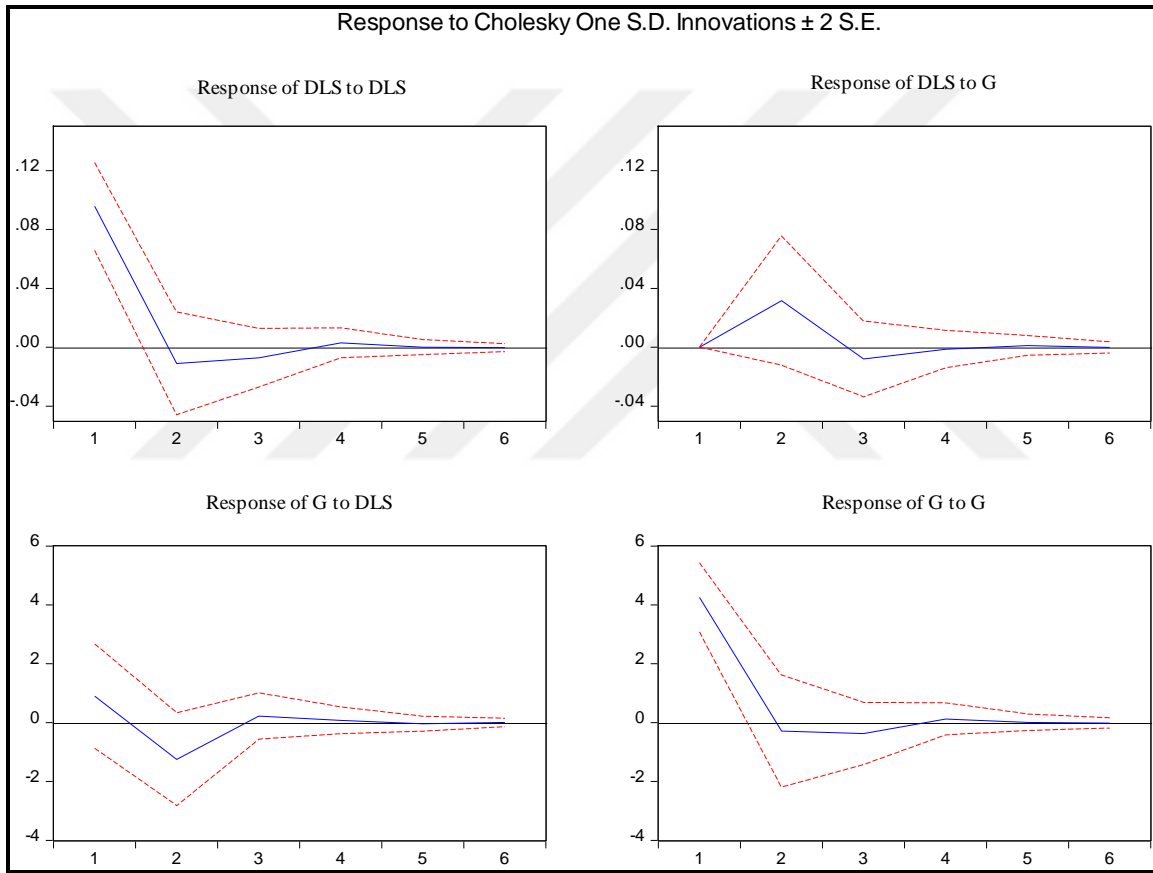 Response to Cholesky One S.D. Innovations ± 2 S.E.
Response of DLS to DLS
.12
.08
.04
.00
-.04
1 2 3 4 5 6
Response of DLS to G
.12
.08
.04
.00
-.04
1 2 3 4 5 6
Response of G to DLS
6
4
2
0
-2
-4
1 2 3 4 5 6
Response of G to G
6
4
2
0
-2
-4
1 2 3 4 5 6